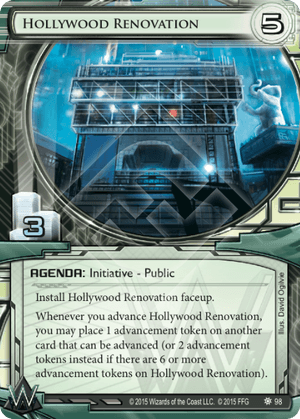 HOLLYWOOD RENOVATION
5
3
AGENDA: Initiative - Public
Install Hollywood Renovation faceup.
Whenever you advance Hollywood Renovation,
you may place 1 advancement token on another
card that can be advanced (or 2 advancement
tokens instead if there are 6 or more
advancement tokens on Hollywood Renovation).
Illus. David Ogilvie
© 2015 Wizards of the Coast LLC. © 2015 FFG
98